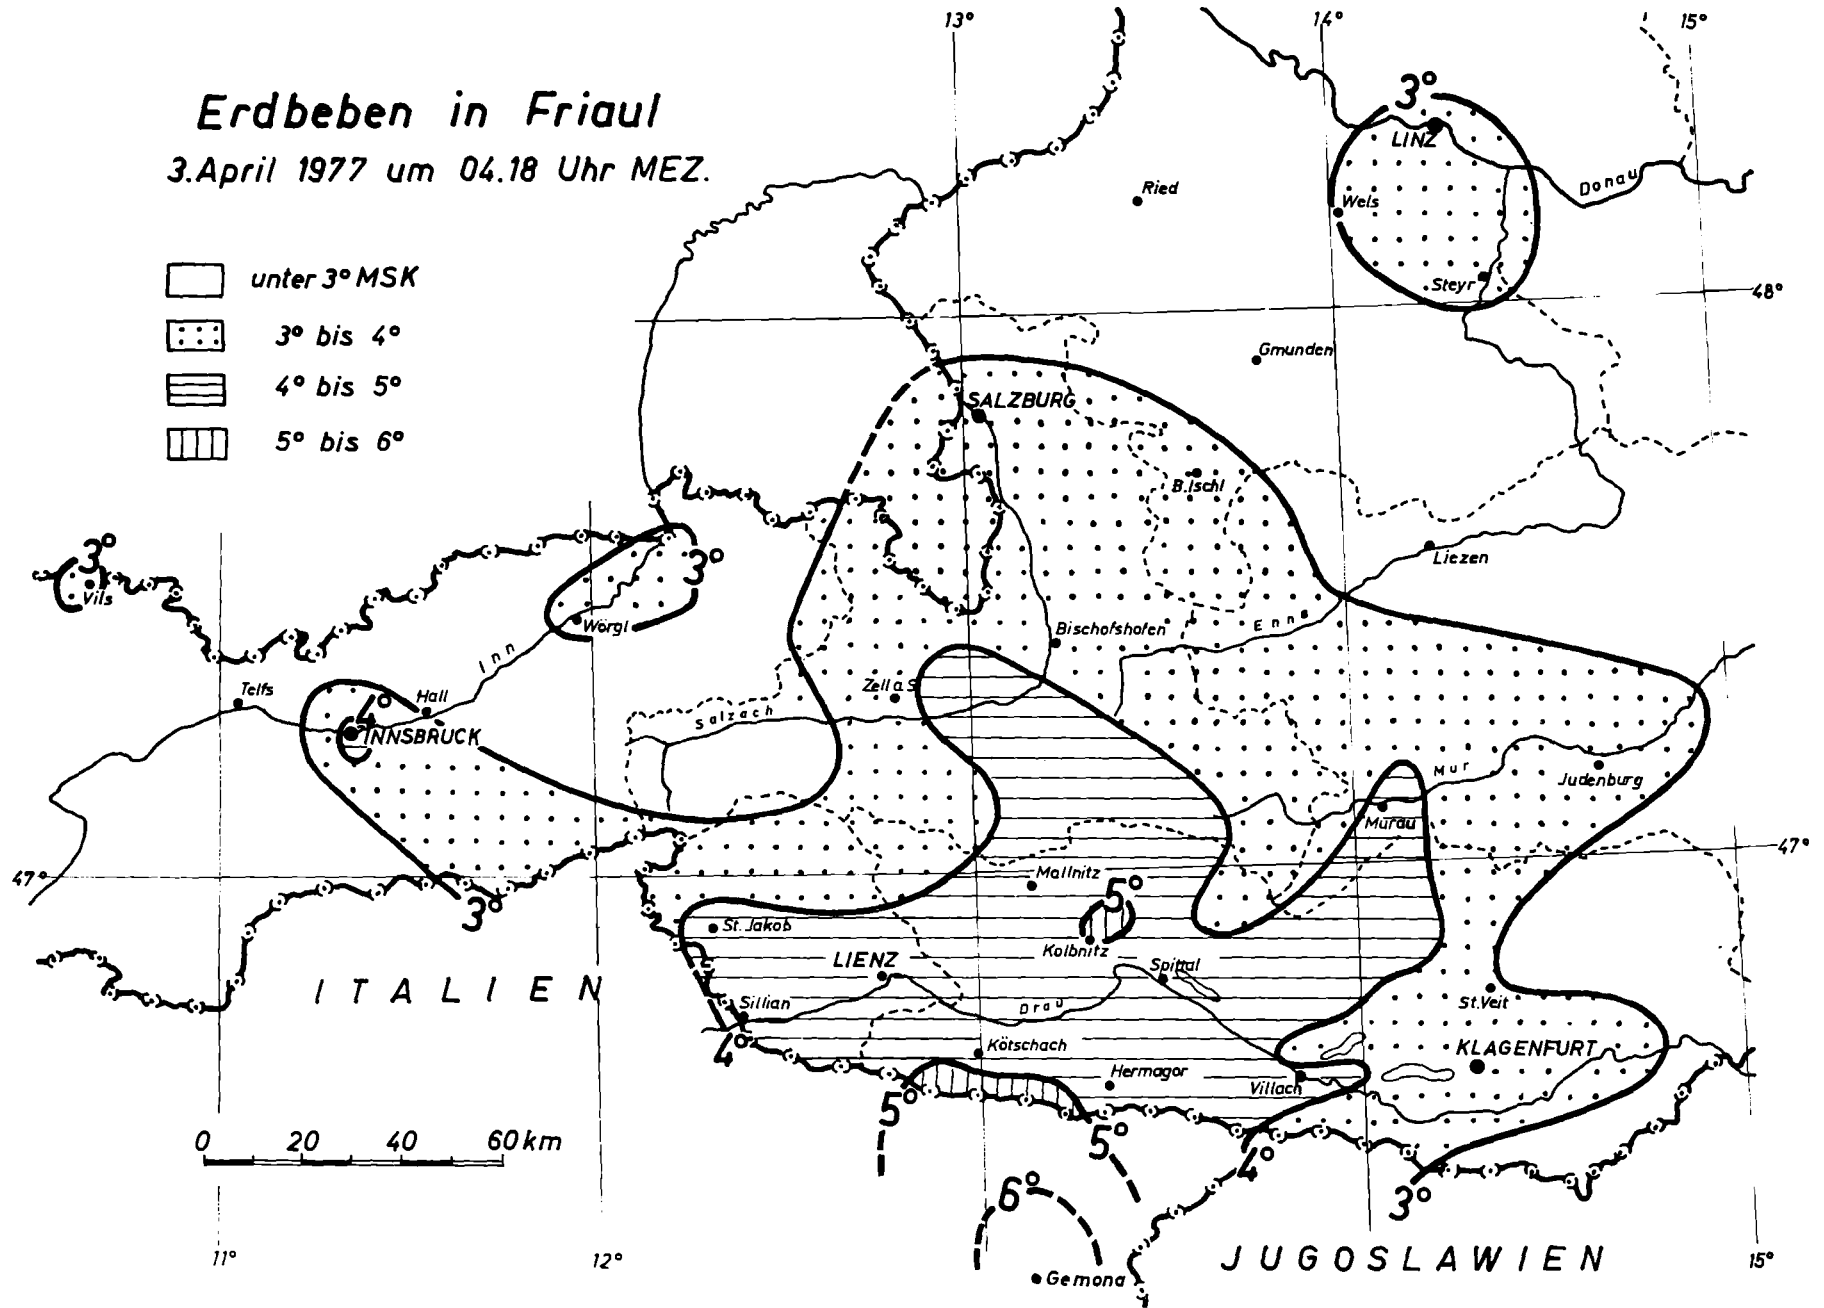 13°
14°
15°
Erdbeben in Friaul
3.April 1977 um 04.18 Uhr MEZ.
unter 3° MSK
3° bis 4°
4° bis 5°
5° bis 6°
3°
LINZ
Donau
Ried
Wels
Steyr
48°
Gmunden
SALZBURG
B.Ischl
Liezen
3°
Vils
3°
Wörgl
Inn
Bischofshofen
Enns
Telfs
Hall
4°
INNSBRUCK
Zell a S
Salzach
Mur
Judenburg
Murau
47°
47°
Mallnitz
3°
5°
St. Jakob
Kolbnitz
LIENZ
Spittal
ITALIEN
Sillian
Drau
St.Veit
4°
Kötschach
KLAGENFURT
Hermagor
Villach
5°
5°
4°
0 20 40 60 km
6°
3°
11°
12°
Gemona
JUGOSLAWIEN
15°